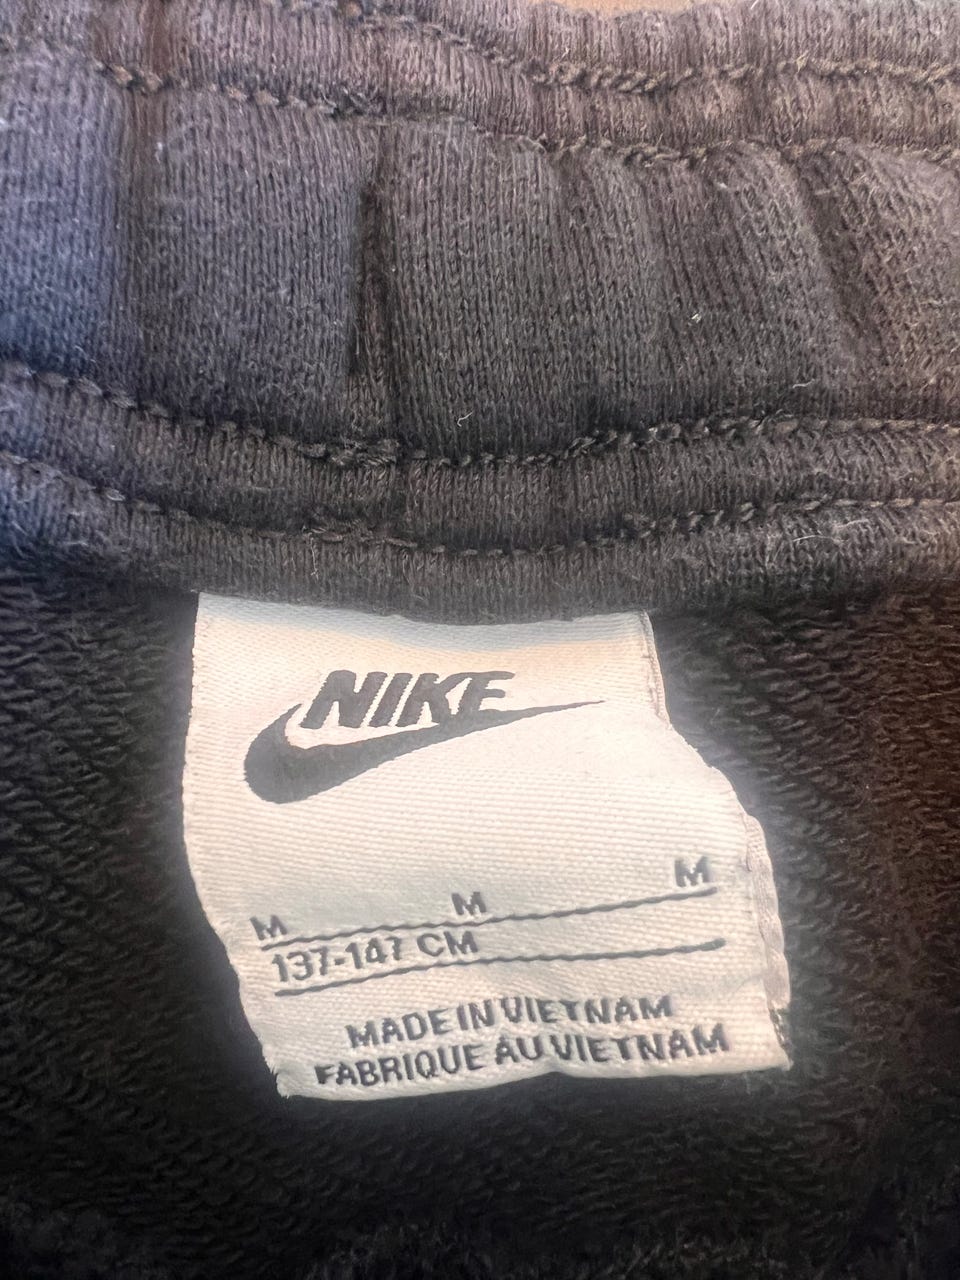 NIKE
M M M
137-147 CM
MADE IN VIETNAM
FABRIQUE AU VIETNAM